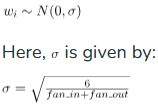 w_i ~ N(0, σ)
Here, σ is given by:
σ = √(6 / (fan_in+fan_out))